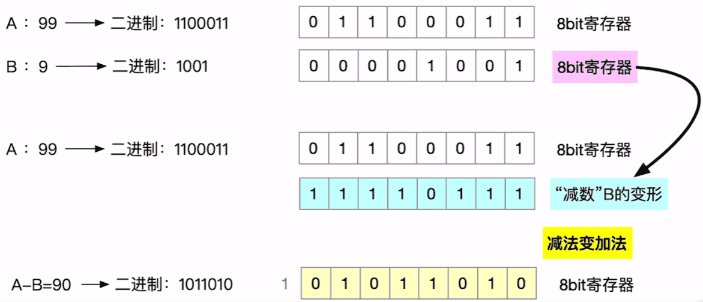 A：99 → 二进制：1100011 0 1 1 0 0 0 1 1 8bit寄存器
B：9 → 二进制：1001 0 0 0 0 1 0 0 1 8bit寄存器
A：99 → 二进制：1100011 0 1 1 0 0 0 1 1 8bit寄存器
1 1 1 1 0 1 1 1 “减数”B的变形
减法变加法
A-B=90 → 二进制：1011010 1 0 1 0 1 1 0 1 0 8bit寄存器